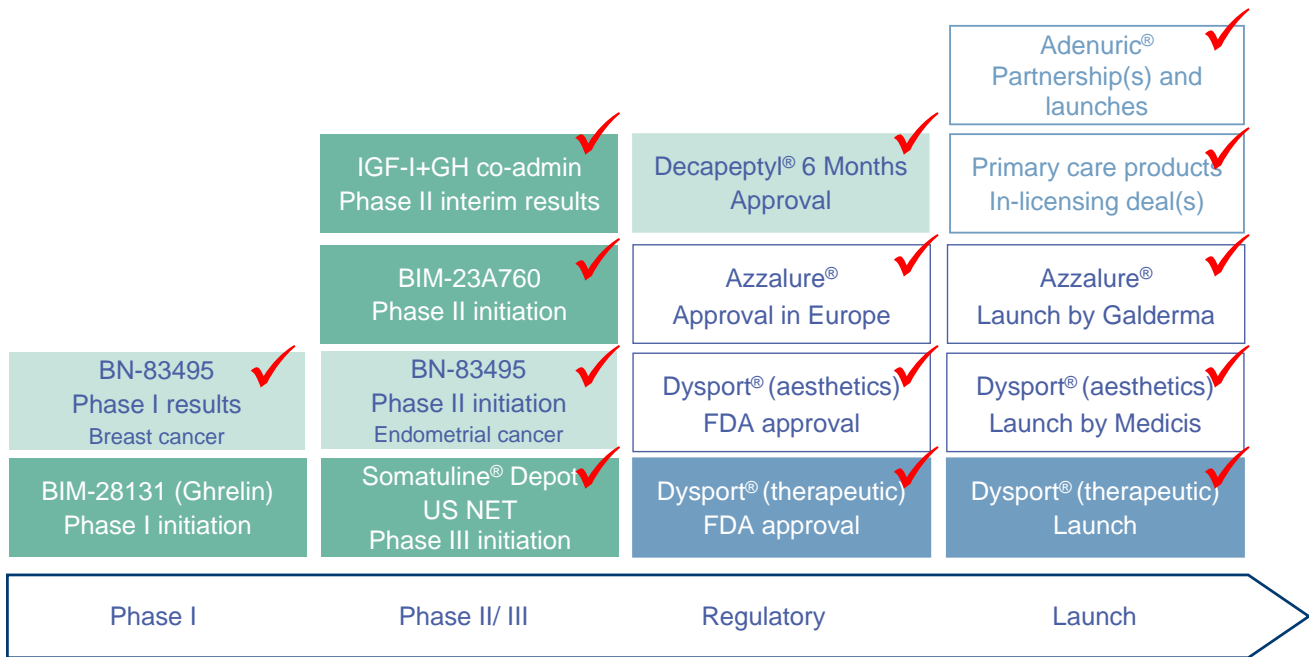 Adenuric®
Partnership(s) and
launches
IGF-I+GH co-admin
Phase II interim results
Decapeptyl® 6 Months
Approval
Primary care products
In-licensing deal(s)
BIM-23A760
Phase II initiation
Azzalure®
Approval in Europe
Azzalure®
Launch by Galderma
BN-83495
Phase I results
Breast cancer
BN-83495
Phase II initiation
Endometrial cancer
Dysport® (aesthetics)
FDA approval
Dysport® (aesthetics)
Launch by Medicis
BIM-28131 (Ghrelin)
Phase I initiation
Somatuline® Depot
US NET
Phase III initiation
Dysport® (therapeutic)
FDA approval
Dysport® (therapeutic)
Launch
Phase I
Phase II/ III
Regulatory
Launch